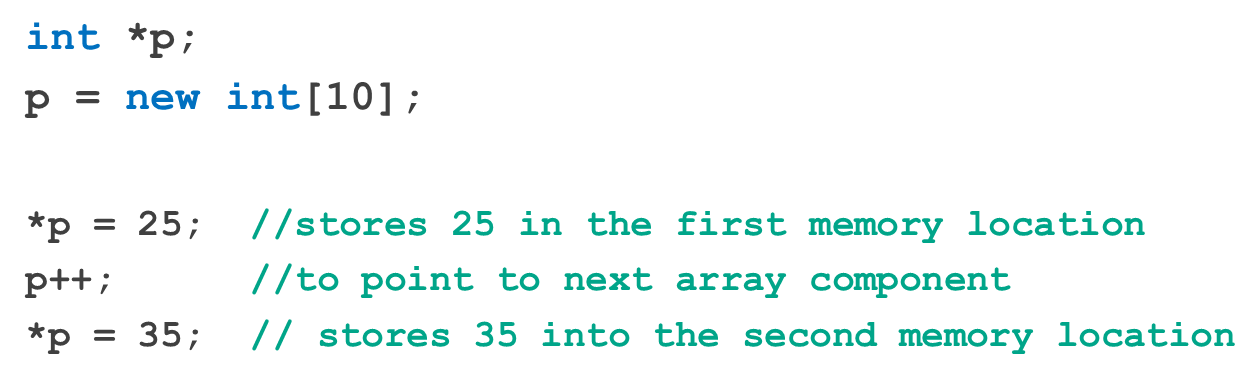 int *p;
p = new int[10];
*p = 25;  //stores 25 in the first memory location
p++;      //to point to next array component
*p = 35;  // stores 35 into the second memory location